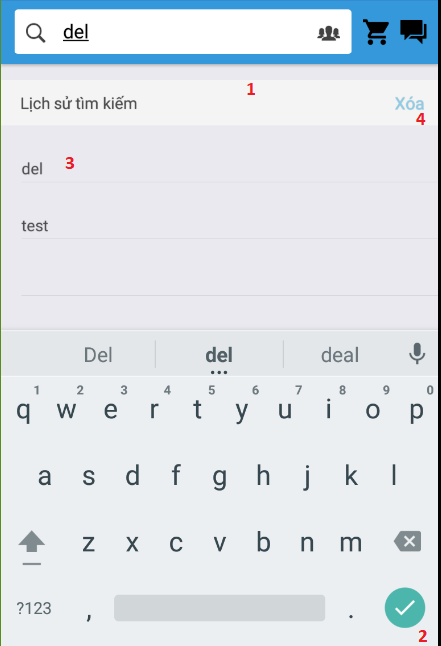 del
1
Lịch sử tìm kiếm Xóa
4
del 3
test
Del del deal
1 2 3 4 5 6 7 8 9 0
q w e r t y u i o p
a s d f g h j k l
z x c v b n m
?123 , .
2